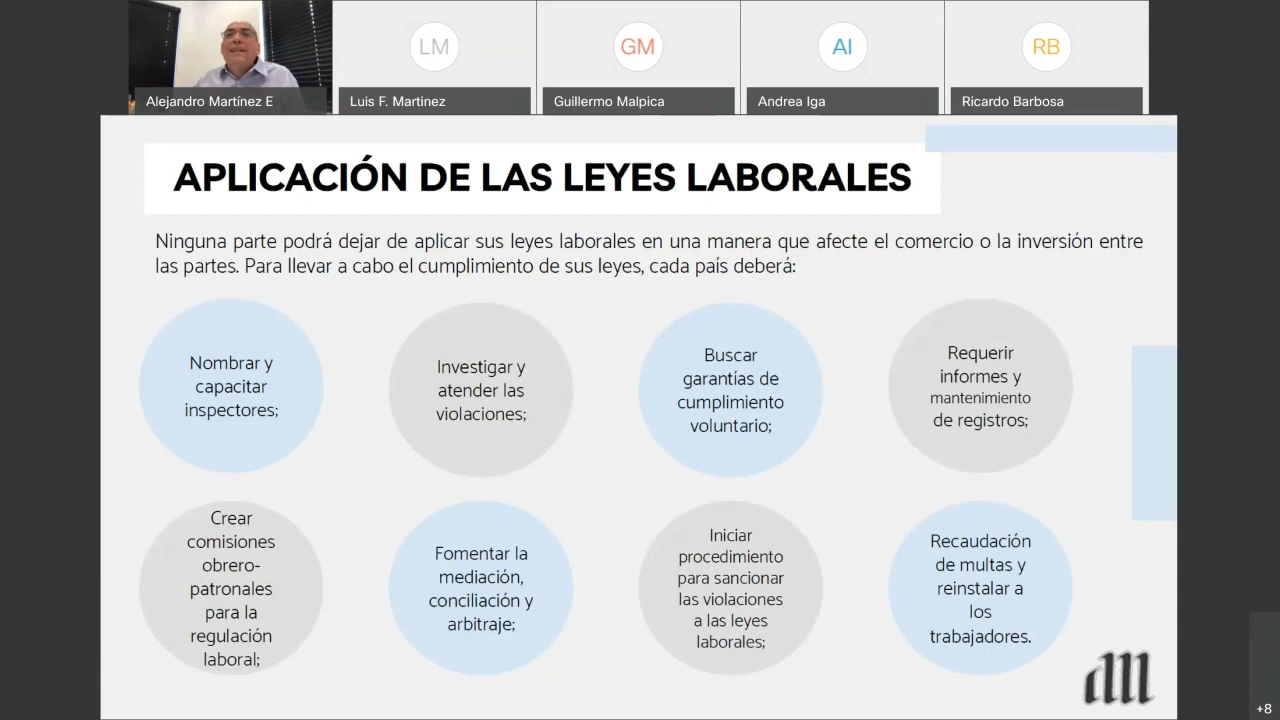 LM
GM
AI
RB
Alejandro Martínez E
Luis F. Martinez
Guillermo Malpica
Andrea Iga
Ricardo Barbosa
APLICACIÓN DE LAS LEYES LABORALES
Ninguna parte podrá dejar de aplicar sus leyes laborales en una manera que afecte el comercio o la inversión entre
las partes. Para llevar a cabo el cumplimiento de sus leyes, cada país deberá:
Nombrar y
capacitar
inspectores;
Investigar y
atender las
violaciones;
Buscar
garantías de
cumplimiento
voluntario;
Requerir
informes y
mantenimiento
de registros;
Crear
comisiones
obrero-
patronales
para la
regulación
laboral;
Fomentar la
mediación,
conciliación y
arbitraje;
Iniciar
procedimiento
para sancionar
las violaciones
a las leyes
laborales;
Recaudación
de multas y
reinstalar a
los
trabajadores.
+8